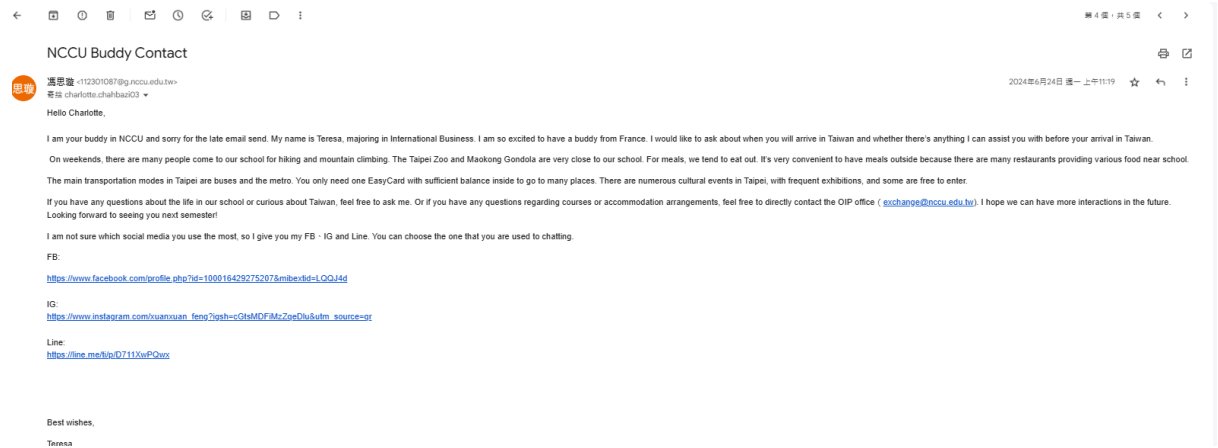 第 4 個，共 5 個
NCCU Buddy Contact
思璇
馮思璇 <112301087@g.nccu.edu.tw>
2024年6月24日 週一 上午11:19
寄給 charlotte.chahbazi03
Hello Charlotte,
I am your buddy in NCCU and sorry for the late email send. My name is Teresa, majoring in International Business. I am so excited to have a buddy from France. I would like to ask about when you will arrive in Taiwan and whether there's anything I can assist you with before your arrival in Taiwan.
On weekends, there are many people come to our school for hiking and mountain climbing. The Taipei Zoo and Maokong Gondola are very close to our school. For meals, we tend to eat out. It's very convenient to have meals outside because there are many restaurants providing various food near school.
The main transportation modes in Taipei are buses and the metro. You only need one EasyCard with sufficient balance inside to go to many places. There are numerous cultural events in Taipei, with frequent exhibitions, and some are free to enter.
If you have any questions about the life in our school or curious about Taiwan, feel free to ask me. Or if you have any questions regarding courses or accommodation arrangements, feel free to directly contact the OIP office ( exchange@nccu.edu.tw). I hope we can have more interactions in the future.
Looking forward to seeing you next semester!
I am not sure which social media you use the most, so I give you my FB、IG and Line. You can choose the one that you are used to chatting.
FB:
https://www.facebook.com/profile.php?id=100016429275207&mibextid=LQQJ4d
IG:
https://www.instagram.com/xuanxuan_feng?igsh=cGtsMDFiMzZqeDlu&utm_source=qr
Line:
https://line.me/ti/p/D711XwPQwx
Best wishes,
Teresa